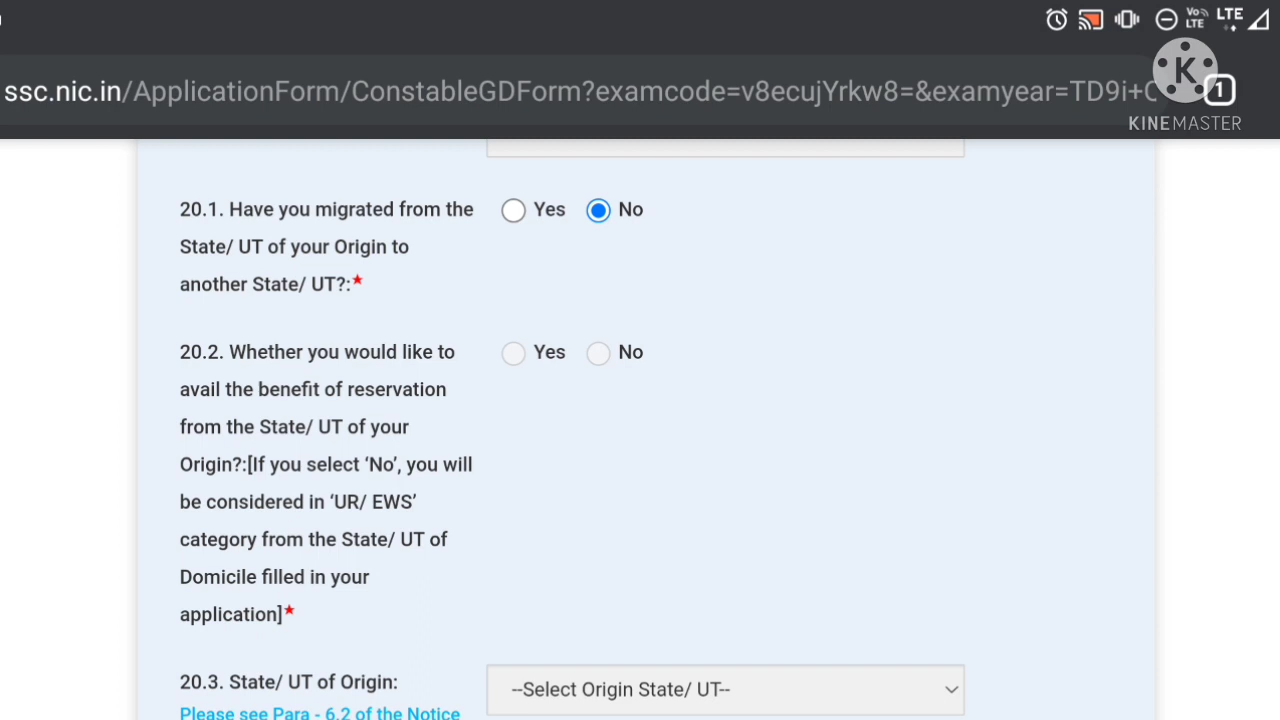 Vo LTE LTE
ssc.nic.in/ApplicationForm/ConstableGDForm?examcode=v8ecujYrkw8=&examyear=TD9i+
K
1
KINEMASTER
20.1. Have you migrated from the
State/ UT of your Origin to
another State/ UT?:*
Yes No
20.2. Whether you would like to
avail the benefit of reservation
from the State/ UT of your
Origin?:[If you select ‘No’, you will
be considered in ‘UR/ EWS’
category from the State/ UT of
Domicile filled in your
application]*
Yes No
20.3. State/ UT of Origin:
--Select Origin State/ UT--
Please see Para - 6.2 of the Notice